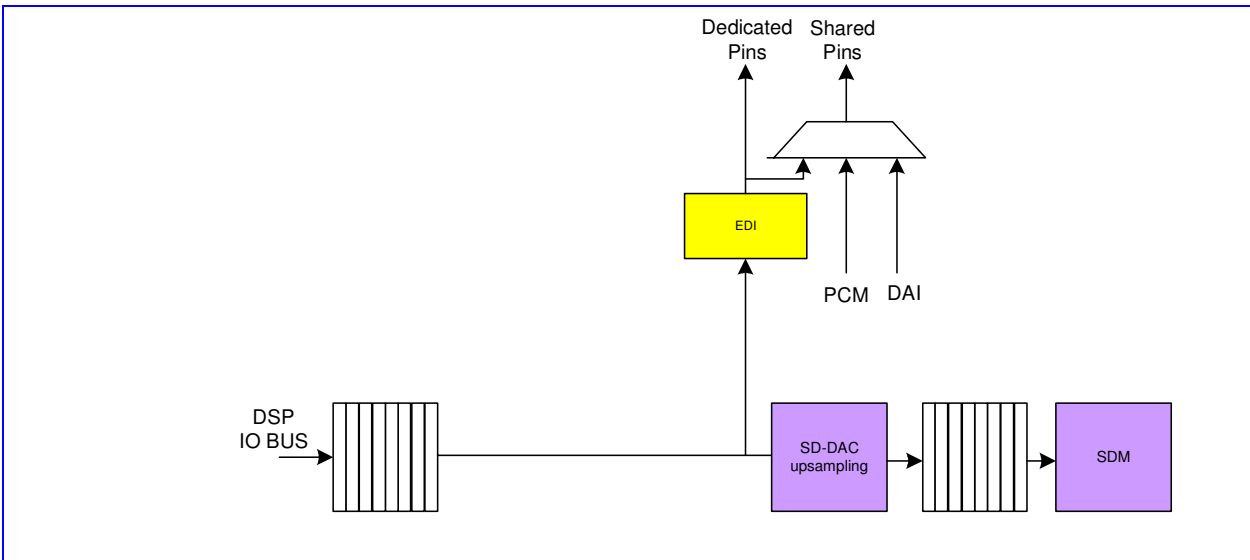 Dedicated
Pins
Shared
Pins
EDI
PCM
DAI
DSP
IO BUS
SD-DAC
upsampling
SDM